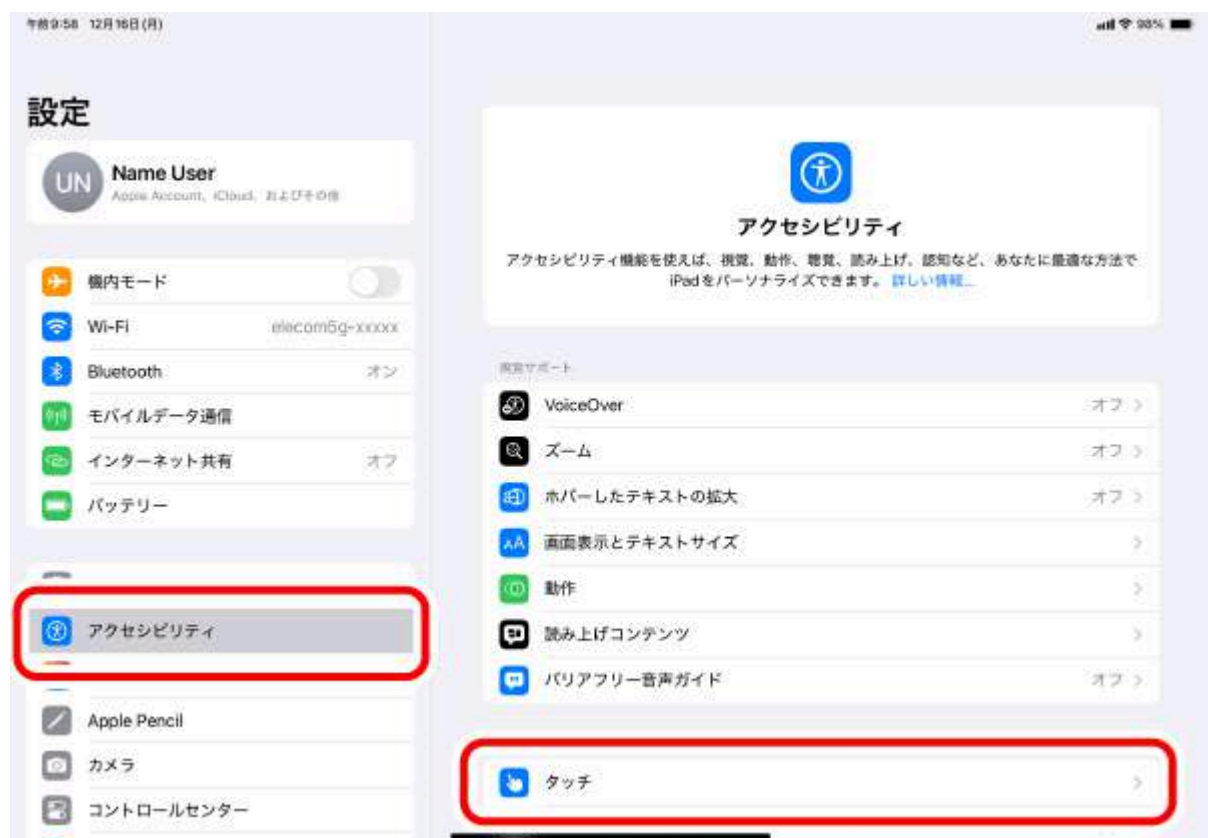 午前9:58 12月16日(月)
98%
設定
UN
Name User
Apple Account、iCloud、およびその他
機内モード
Wi-Fi
elecom5g-xxxxx
Bluetooth
オン
モバイルデータ通信
インターネット共有
オフ
バッテリー
アクセシビリティ
Apple Pencil
カメラ
コントロールセンター
アクセシビリティ
アクセシビリティ機能を使えば、視覚、動作、聴覚、読み上げ、認知など、あなたに最適な方法で
iPadをパーソナライズできます。 詳しい情報...
視覚サポート
VoiceOver
オフ
ズーム
オフ
ホバーしたテキストの拡大
オフ
画面表示とテキストサイズ
動作
読み上げコンテンツ
バリアフリー音声ガイド
オフ
タッチ